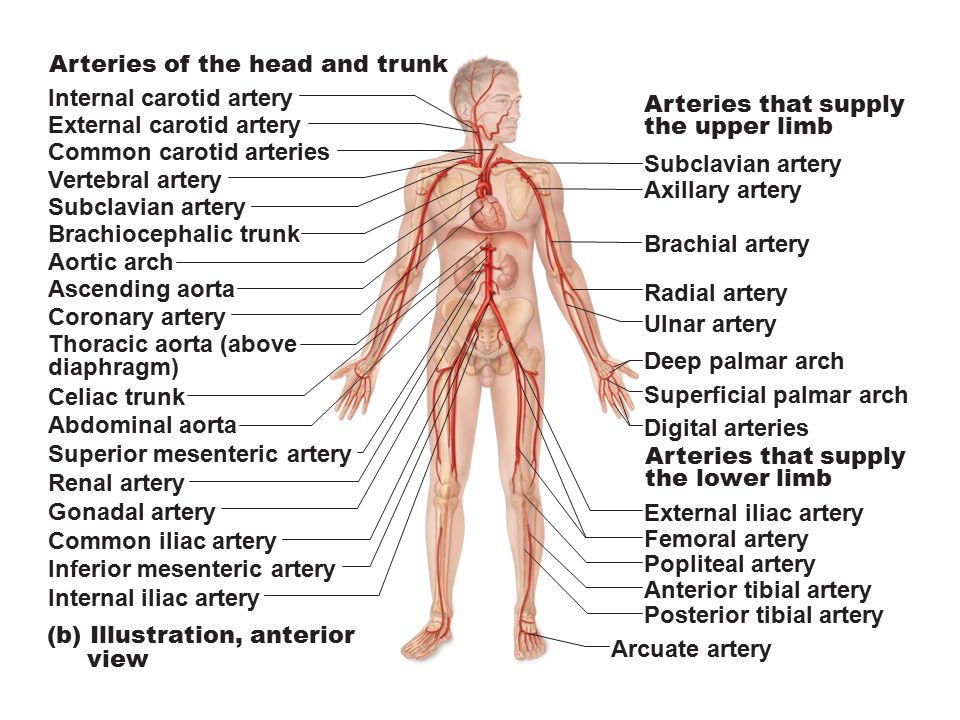 Arteries of the head and trunk
Internal carotid artery
External carotid artery
Common carotid arteries
Vertebral artery
Subclavian artery
Brachiocephalic trunk
Aortic arch
Ascending aorta
Coronary artery
Thoracic aorta (above
diaphragm)
Celiac trunk
Abdominal aorta
Superior mesenteric artery
Renal artery
Gonadal artery
Common iliac artery
Inferior mesenteric artery
Internal iliac artery
(b) Illustration, anterior
view
Arteries that supply
the upper limb
Subclavian artery
Axillary artery
Brachial artery
Radial artery
Ulnar artery
Deep palmar arch
Superficial palmar arch
Digital arteries
Arteries that supply
the lower limb
External iliac artery
Femoral artery
Popliteal artery
Anterior tibial artery
Posterior tibial artery
Arcuate artery